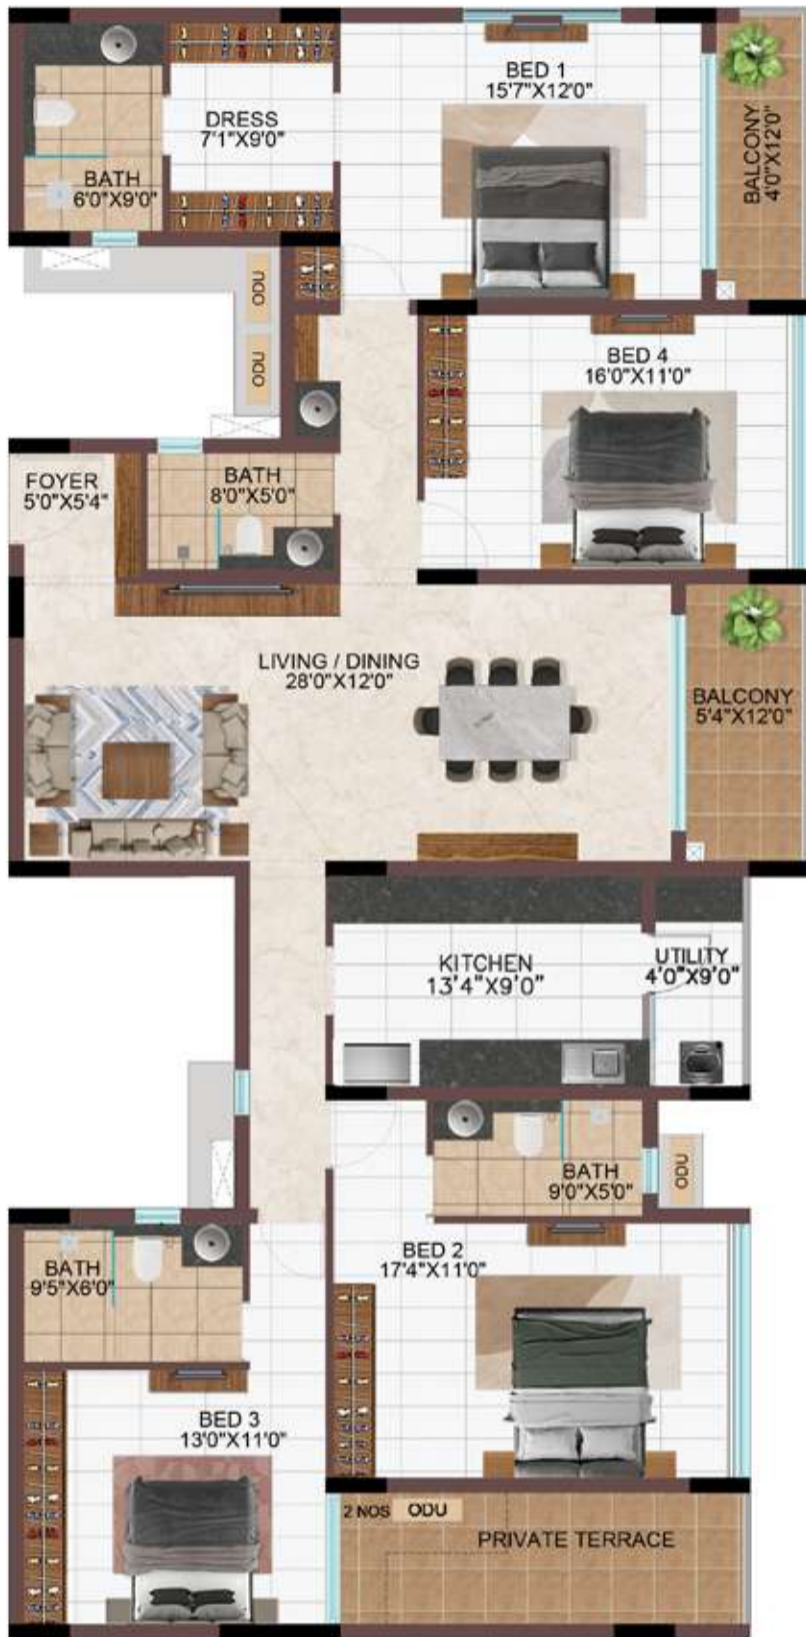 BED 1
15'7"X12'0"
DRESS
7'1"X9'0"
BATH
6'0"X9'0"
BALCONY
4'0"X12'0"
ODU
ODU
BED 4
16'0"X11'0"
FOYER
5'0"X5'4"
BATH
8'0"X5'0"
LIVING / DINING
28'0"X12'0"
BALCONY
5'4"X12'0"
KITCHEN
13'4"X9'0"
UTILITY
4'0"X9'0"
BATH
9'0"X5'0"
ODU
BED 2
17'4"X11'0"
BATH
9'5"X6'0"
BED 3
13'0"X11'0"
2 NOS ODU
PRIVATE TERRACE